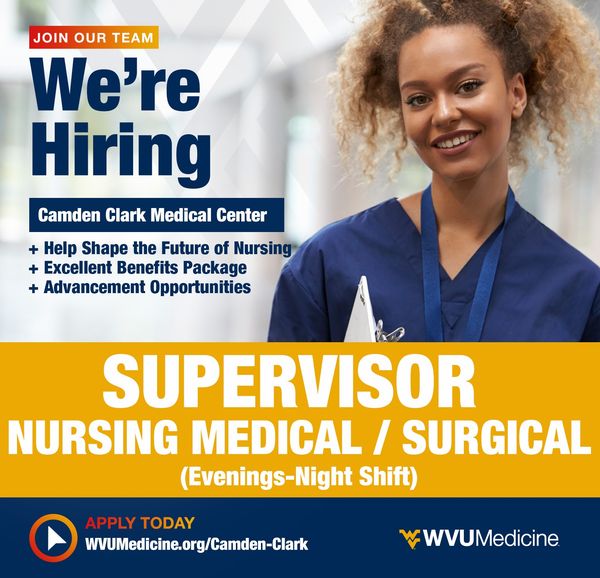 JOIN OUR TEAM
We're
Hiring
Camden Clark Medical Center
+ Help Shape the Future of Nursing
+ Excellent Benefits Package
+ Advancement Opportunities
SUPERVISOR
NURSING MEDICAL / SURGICAL
(Evenings-Night Shift)
APPLY TODAY
WVUMedicine.org/Camden-Clark
WVUMedicine